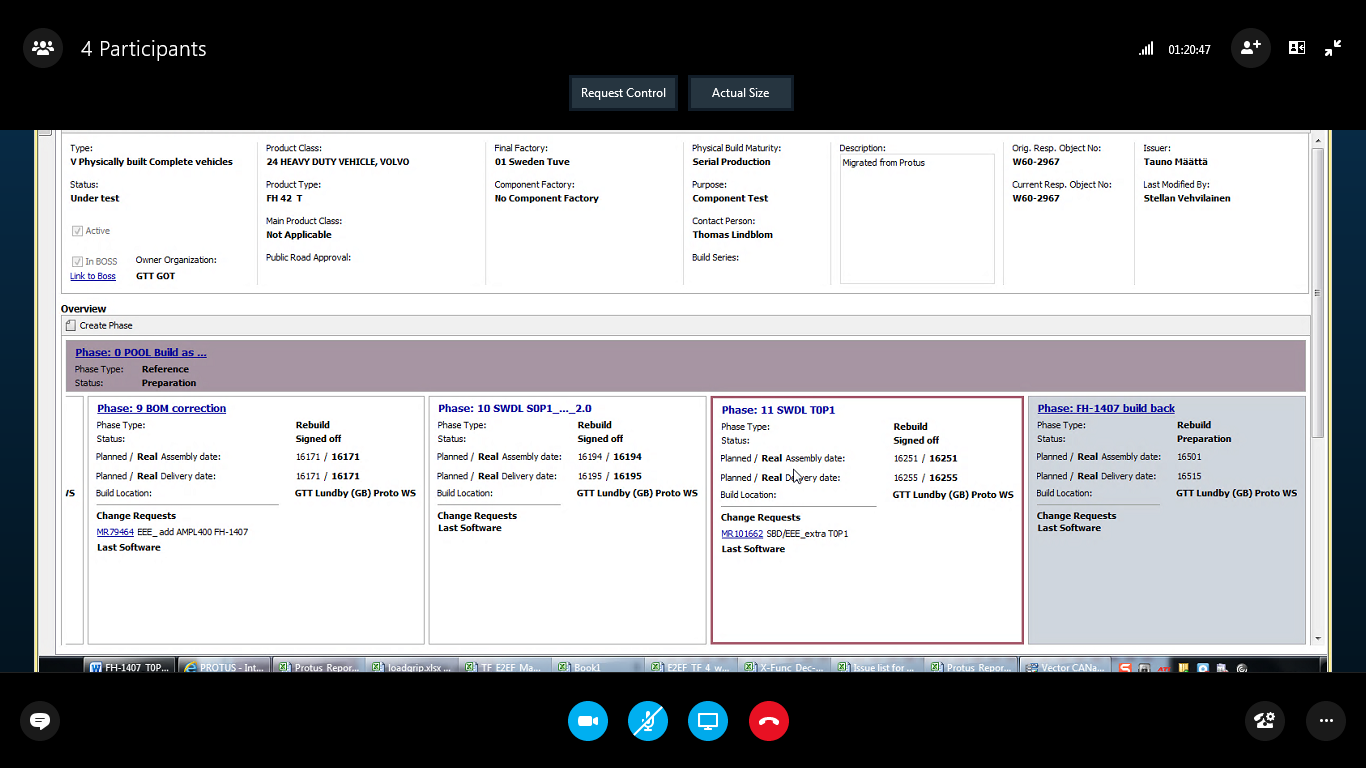 4 Participants
01:20:47
Request Control
Actual Size
Type:
V Physically built Complete vehicles
Status:
Under test
Active
In BOSS
Link to Boss
Owner Organization:
GTT GOT
Product Class:
24 HEAVY DUTY VEHICLE, VOLVO
Product Type:
FH 42 T
Main Product Class:
Not Applicable
Public Road Approval:
Final Factory:
01 Sweden Tuve
Component Factory:
No Component Factory
Physical Build Maturity:
Serial Production
Purpose:
Component Test
Contact Person:
Thomas Lindblom
Build Series:
Description:
Migrated from Protus
Orig. Resp. Object No:
W60-2967
Current Resp. Object No:
W60-2967
Issuer:
Tauno Määttä
Last Modified By:
Stellan Vehvilainen
Overview
Create Phase
Phase: 0 POOL Build as ...
Phase Type: Reference
Status: Preparation
/S
Phase: 9 BOM correction
Phase Type: Rebuild
Status: Signed off
Planned / Real Assembly date: 16171 / 16171
Planned / Real Delivery date: 16171 / 16171
Build Location: GTT Lundby (GB) Proto WS
Change Requests
MR79464 EEE_ add AMPL400 FH-1407
Last Software
Phase: 10 SWDL S0P1_..._2.0
Phase Type: Rebuild
Status: Signed off
Planned / Real Assembly date: 16194 / 16194
Planned / Real Delivery date: 16195 / 16195
Build Location: GTT Lundby (GB) Proto WS
Change Requests
Last Software
Phase: 11 SWDL T0P1
Phase Type: Rebuild
Status: Signed off
Planned / Real Assembly date: 16251 / 16251
Planned / Real Delivery date: 16255 / 16255
Build Location: GTT Lundby (GB) Proto WS
Change Requests
MR101662 SBD/EEE_extra T0P1
Last Software
Phase: FH-1407 build back
Phase Type: Rebuild
Status: Preparation
Planned / Real Assembly date: 16501
Planned / Real Delivery date: 16515
Build Location: GTT Lundby (GB) Proto WS
Change Requests
Last Software
FH-1407 T0P...
PROTUS - Int...
Protus_Repor...
loadgrip.xlsx ...
TF E2EF Ma...
Book1
E2EF TF 4 w...
X-Func_Dec-...
Issue list for ...
Protus_Repor...
Vector CANa...